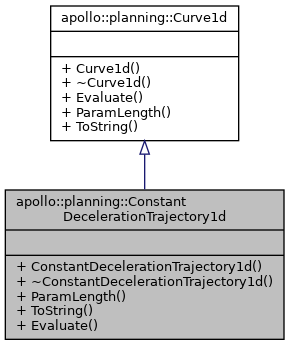 apollo::planning::Curve1d
+ Curve1d()
+ ~Curve1d()
+ Evaluate()
+ ParamLength()
+ ToString()
apollo::planning::Constant
DecelerationTrajectory1d
+ ConstantDecelerationTrajectory1d()
+ ~ConstantDecelerationTrajectory1d()
+ ParamLength()
+ ToString()
+ Evaluate()